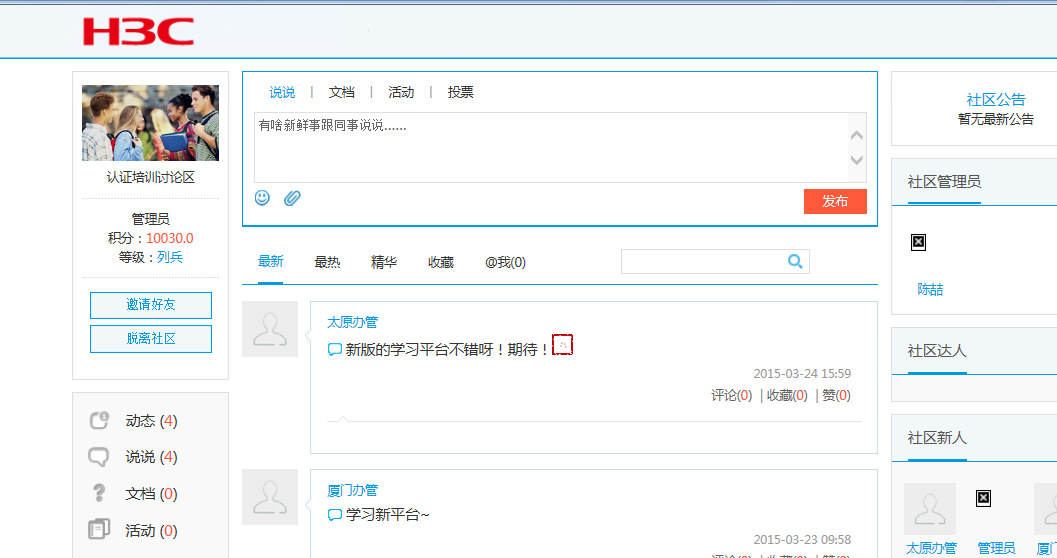 H3C
认证培训讨论区
管理员
积分：10030.0
等级：列兵
邀请好友
脱离社区
动态 (4)
说说 (4)
文档 (0)
活动 (0)
说说 | 文档 | 活动 | 投票
有啥新鲜事跟同事说说......
发布
最新 最热 精华 收藏 @我(0)
太原办管
新版的学习平台不错呀！期待！
2015-03-24 15:59
评论(0) | 收藏(0) | 赞(0)
厦门办管
学习新平台~
2015-03-23 09:58
社区公告
暂无最新公告
社区管理员
陈喆
社区达人
社区新人
太原办管 管理员